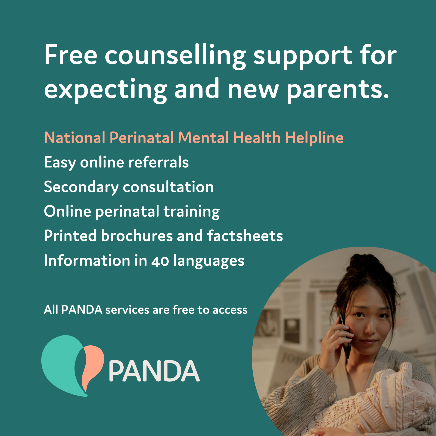 Free counselling support for
expecting and new parents.
National Perinatal Mental Health Helpline
Easy online referrals
Secondary consultation
Online perinatal training
Printed brochures and factsheets
Information in 40 languages
All PANDA services are free to access
PANDA